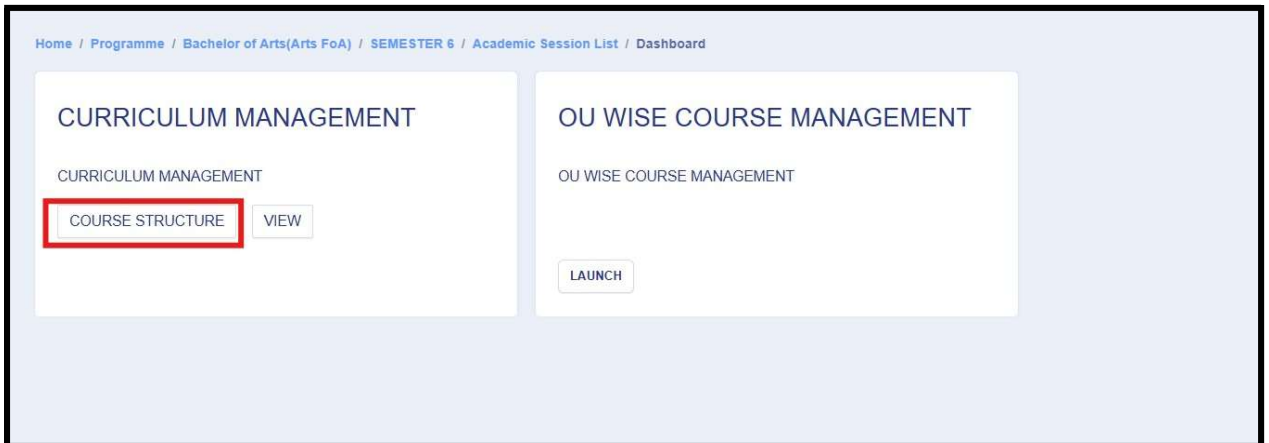 Home / Programme / Bachelor of Arts(Arts FoA) / SEMESTER 6 / Academic Session List / Dashboard
CURRICULUM MANAGEMENT
CURRICULUM MANAGEMENT
COURSE STRUCTURE
VIEW
OU WISE COURSE MANAGEMENT
OU WISE COURSE MANAGEMENT
LAUNCH